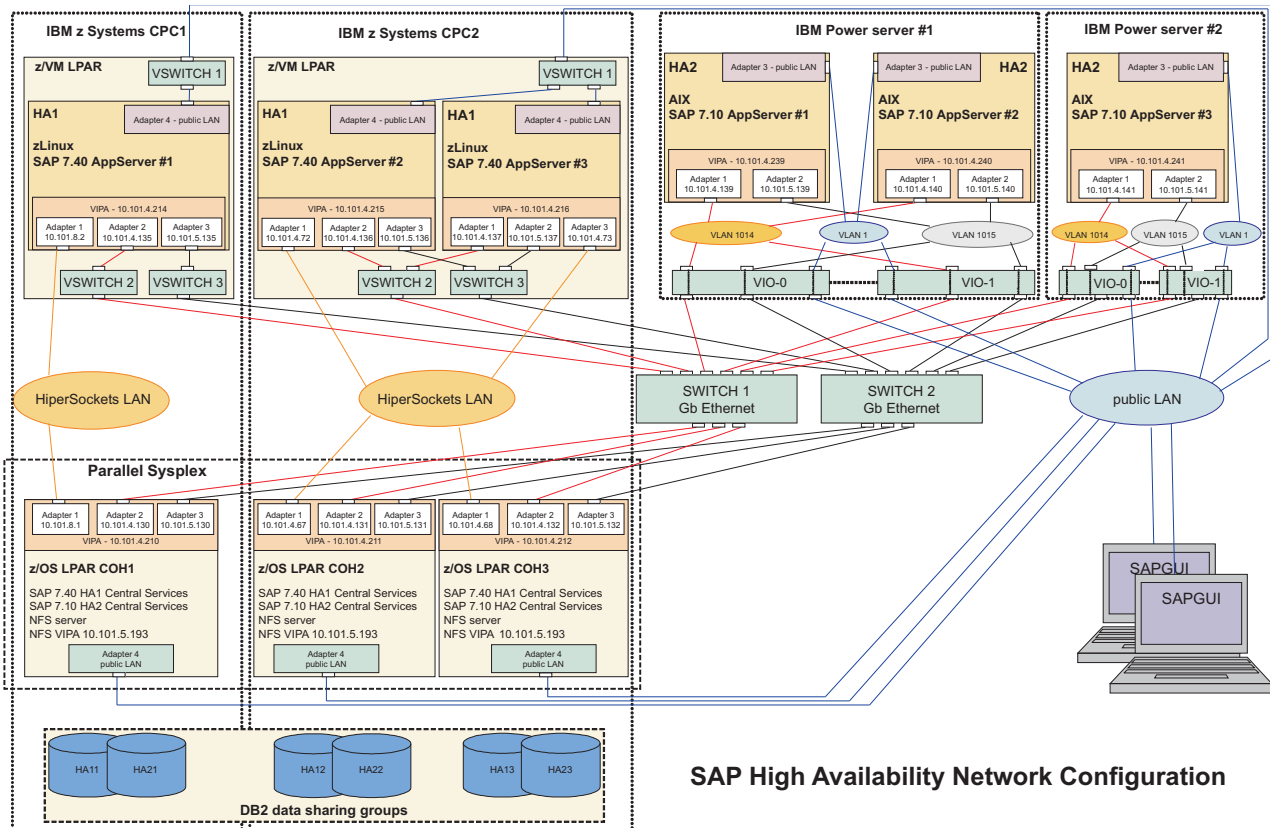 IBM z Systems CPC1
z/VM LPAR
VSWITCH 1
HA1
Adapter 4 - public LAN
zLinux
SAP 7.40 AppServer #1
VIPA - 10.101.4.214
Adapter 1
10.101.8.2
Adapter 2
10.101.4.135
Adapter 3
10.101.5.135
VSWITCH 2
VSWITCH 3
HiperSockets LAN
IBM z Systems CPC2
z/VM LPAR
VSWITCH 1
HA1
Adapter 4 - public LAN
zLinux
SAP 7.40 AppServer #2
VIPA - 10.101.4.215
Adapter 1
10.101.4.72
Adapter 2
10.101.4.136
Adapter 3
10.101.5.136
HA1
Adapter 4 - public LAN
zLinux
SAP 7.40 AppServer #3
VIPA - 10.101.4.216
Adapter 1
10.101.4.137
Adapter 2
10.101.5.137
Adapter 3
10.101.4.73
VSWITCH 2
VSWITCH 3
HiperSockets LAN
IBM Power server #1
HA2
Adapter 3 - public LAN
AIX
SAP 7.10 AppServer #1
VIPA - 10.101.4.239
Adapter 1
10.101.4.139
Adapter 2
10.101.5.139
Adapter 3 - public LAN
HA2
AIX
SAP 7.10 AppServer #2
VIPA - 10.101.4.240
Adapter 1
10.101.4.140
Adapter 2
10.101.5.140
VLAN 1014
VLAN 1
VLAN 1015
VIO-0
VIO-1
IBM Power server #2
HA2
Adapter 3 - public LAN
AIX
SAP 7.10 AppServer #3
VIPA - 10.101.4.241
Adapter 1
10.101.4.141
Adapter 2
10.101.5.141
VLAN 1014
VLAN 1015
VLAN 1
VIO-0
VIO-1
SWITCH 1
Gb Ethernet
SWITCH 2
Gb Ethernet
public LAN
Parallel Sysplex
Adapter 1
10.101.8.1
Adapter 2
10.101.4.130
Adapter 3
10.101.5.130
VIPA - 10.101.4.210
z/OS LPAR COH1
SAP 7.40 HA1 Central Services
SAP 7.10 HA2 Central Services
NFS server
NFS VIPA 10.101.5.193
Adapter 4
public LAN
Adapter 1
10.101.4.67
Adapter 2
10.101.4.131
Adapter 3
10.101.5.131
VIPA - 10.101.4.211
z/OS LPAR COH2
SAP 7.40 HA1 Central Services
SAP 7.10 HA2 Central Services
NFS server
NFS VIPA 10.101.5.193
Adapter 4
public LAN
Adapter 1
10.101.4.68
Adapter 2
10.101.4.132
Adapter 3
10.101.5.132
VIPA - 10.101.4.212
z/OS LPAR COH3
SAP 7.40 HA1 Central Services
SAP 7.10 HA2 Central Services
NFS server
NFS VIPA 10.101.5.193
Adapter 4
public LAN
SAPGUI
SAPGUI
HA11
HA21
HA12
HA22
HA13
HA23
DB2 data sharing groups
SAP High Availability Network Configuration